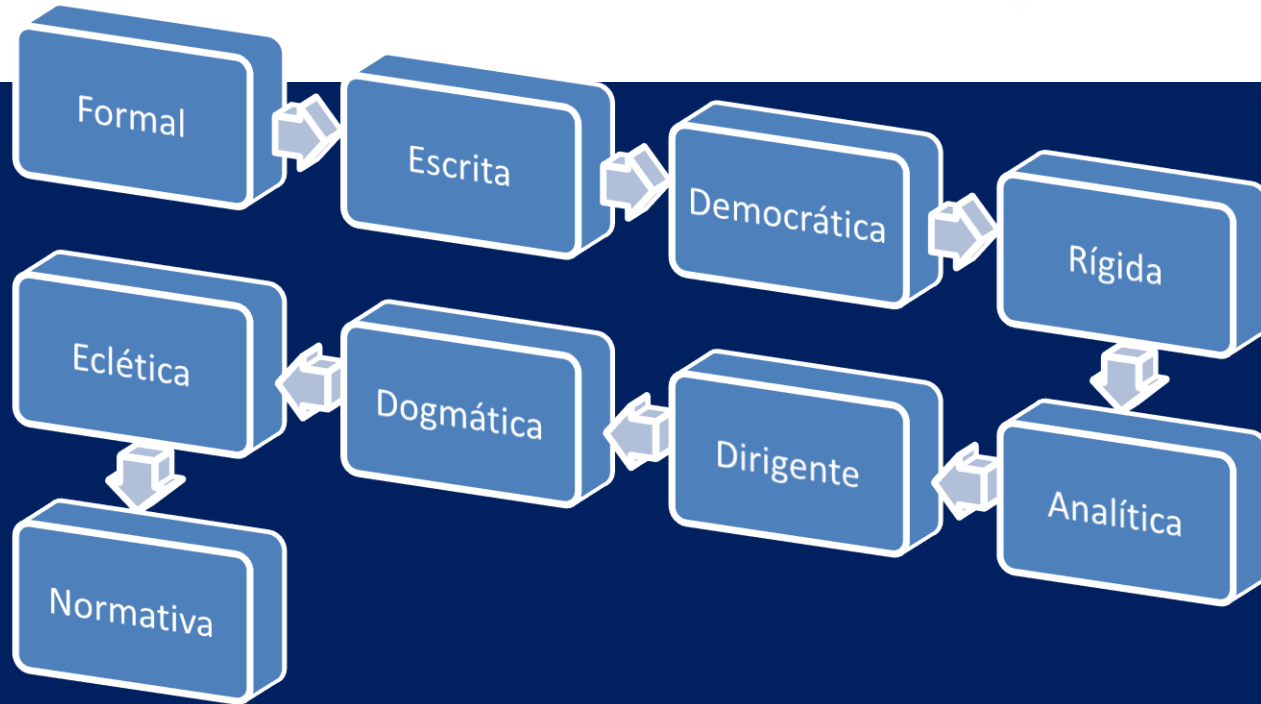 Formal
Escrita
Democrática
Rígida
Analítica
Dirigente
Dogmática
Eclética
Normativa